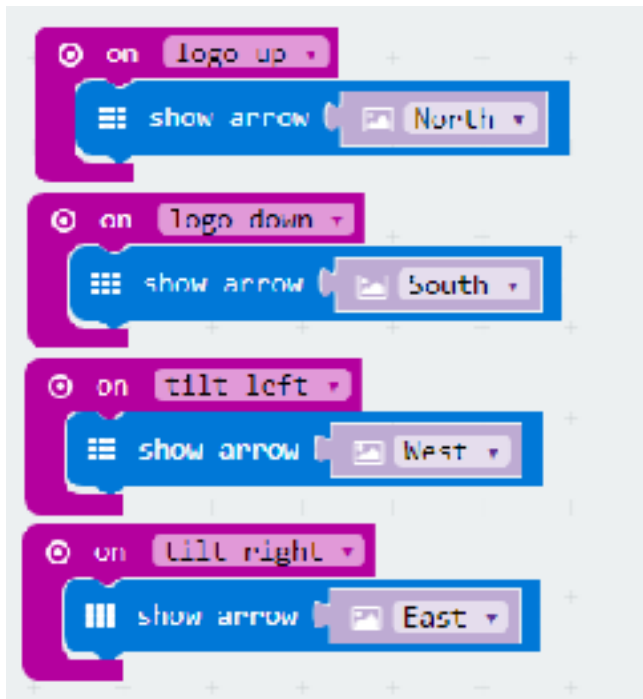 on logo up
show arrow North
on logo down
show arrow South
on tilt left
show arrow West
on tilt right
show arrow East